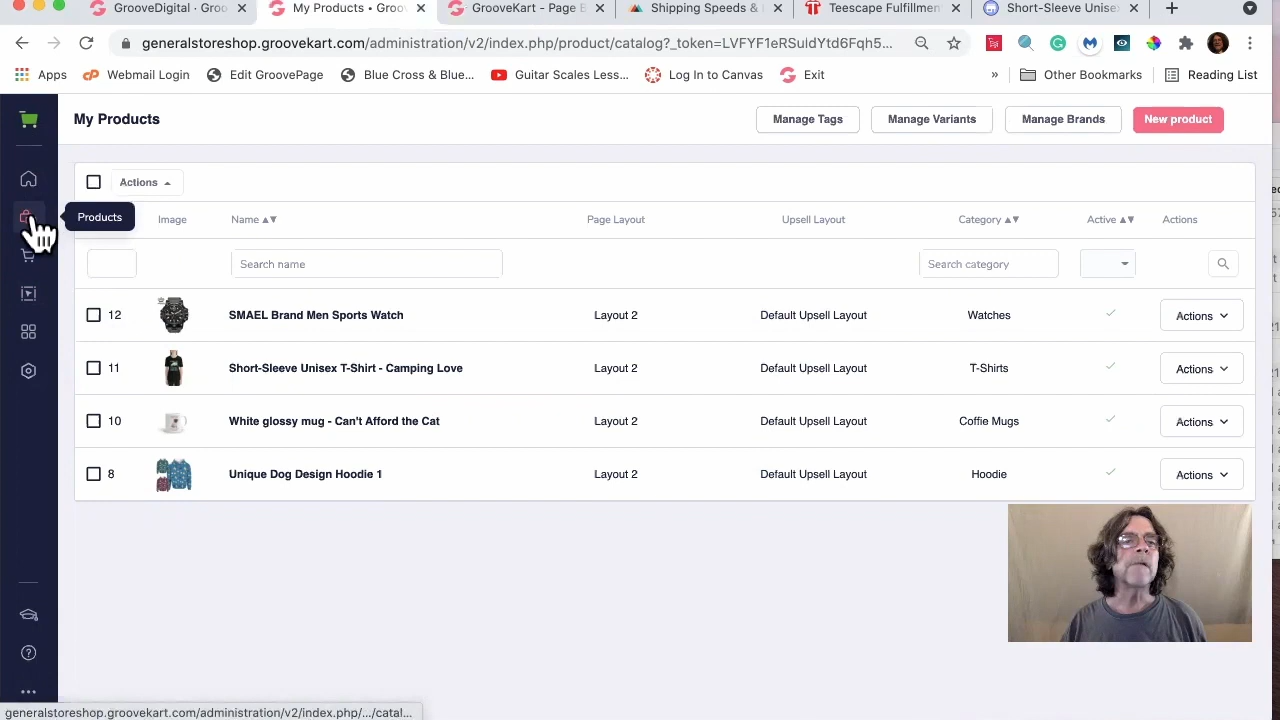 GrooveDigital · Groo
My Products • Groov
GrooveKart - Page B
Shipping Speeds &
Teescape Fulfillmen
Short-Sleeve Unisex
generalstoreshop.groovekart.com/administration/v2/index.php/product/catalog?_token=LVFYF1eRSuldYtd6Fqh5...
Apps
Webmail Login
Edit GroovePage
Blue Cross & Blue...
Guitar Scales Less...
Log In to Canvas
Exit
»
Other Bookmarks
Reading List
My Products
Manage Tags
Manage Variants
Manage Brands
New product
Actions
Products
Image
Name
Page Layout
Upsell Layout
Category
Active
Actions
Search name
Search category
12
SMAEL Brand Men Sports Watch
Layout 2
Default Upsell Layout
Watches
Actions
11
Short-Sleeve Unisex T-Shirt - Camping Love
Layout 2
Default Upsell Layout
T-Shirts
Actions
10
White glossy mug - Can't Afford the Cat
Layout 2
Default Upsell Layout
Coffie Mugs
Actions
8
Unique Dog Design Hoodie 1
Layout 2
Default Upsell Layout
Hoodie
Actions
generalstoreshop.groovekart.com/administration/v2/index.php/.../catal...